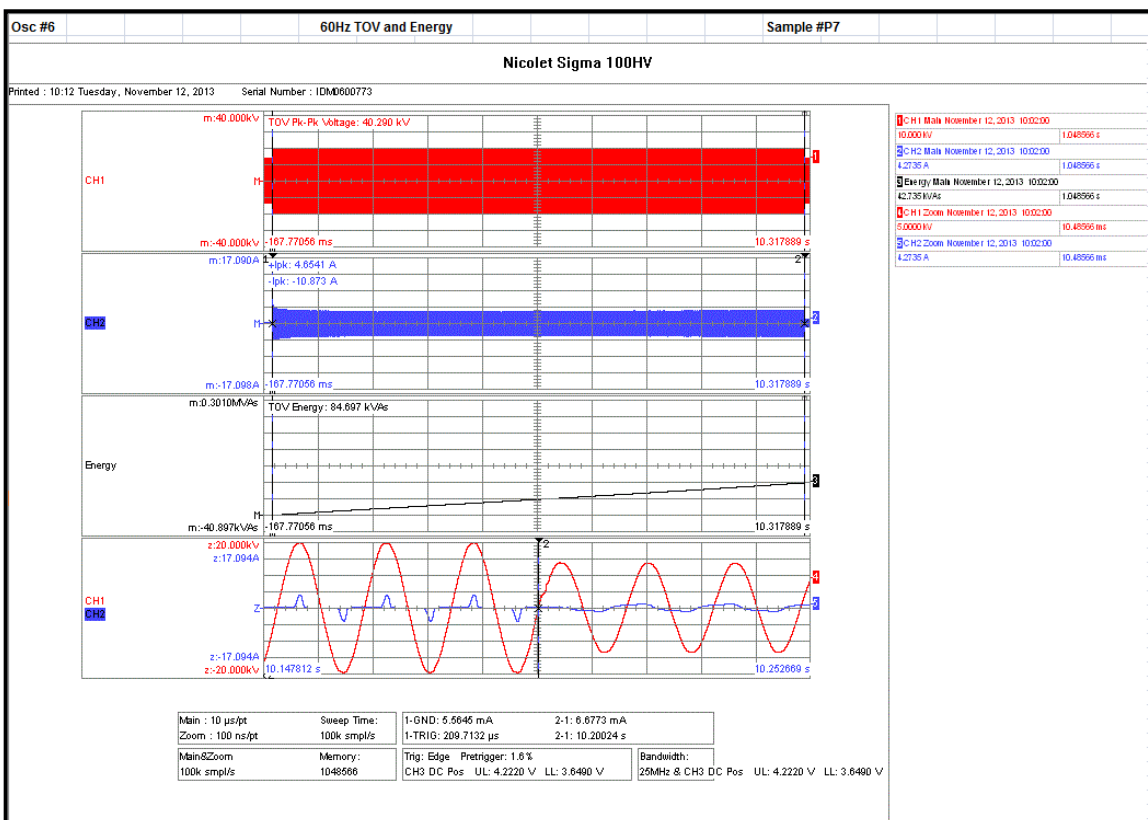 Osc #6 60Hz TOV and Energy Sample #P7
Nicolet Sigma 100HV
Printed : 10:12 Tuesday, November 12, 2013 Serial Number : IDM0600773
m:40.000kV
TOV Pk-Pk Voltage: 40.290 kV
CH1
M
1
m:-40.000kV
-167.77056 ms
10.317889 s
m:17.090A
1
2
+Ipk: 4.6541 A
-Ipk: -10.873 A
CH2
M
2
m:-17.098A
-167.77056 ms
10.317889 s
m:0.3010MVAs
TOV Energy: 84.697 kVAs
Energy
3
M
m:-40.897kVAs
-167.77056 ms
10.317889 s
z:20.000kV
z:17.094A
2
CH1
CH2
4
Z
5
z:-17.094A
z:-20.000kV
10.147812 s
10.252669 s
1 CH1 Main November 12, 2013 10:02:00
10.000 kV 1.048566 s
2 CH2 Main November 12, 2013 10:02:00
4.2735 A 1.048566 s
3 Energy Main November 12, 2013 10:02:00
42.735 kVAs 1.048566 s
4 CH1 Zoom November 12, 2013 10:02:00
5.0000 kV 10.48566 ms
5 CH2 Zoom November 12, 2013 10:02:00
4.2735 A 10.48566 ms
Main : 10 µs/pt Sweep Time:
Zoom : 100 ns/pt 100k smpl/s
1-GND: 5.5645 mA 2-1: 6.6773 mA
1-TRIG: 209.7132 µs 2-1: 10.20024 s
Main&Zoom Memory:
100k smpl/s 1048566
Trig: Edge Pretrigger: 1.6 %
CH3 DC Pos UL: 4.2220 V LL: 3.6490 V
Bandwidth:
25MHz & CH3 DC Pos UL: 4.2220 V LL: 3.6490 V